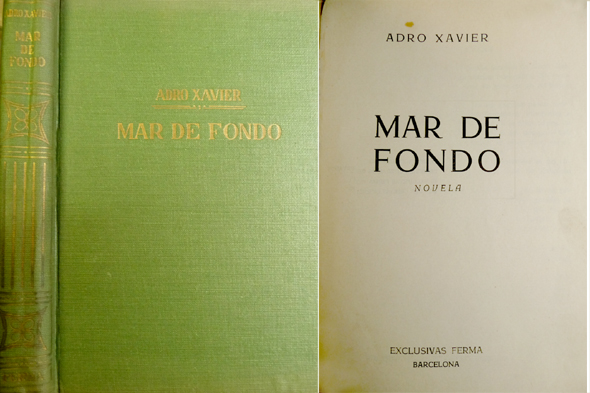 ADRO XAVIER
MAR
DE
FONDO
ADRO XAVIER
MAR DE FONDO
ADRO XAVIER
MAR DE
FONDO
NOVELA
EXCLUSIVAS FERMA
BARCELONA